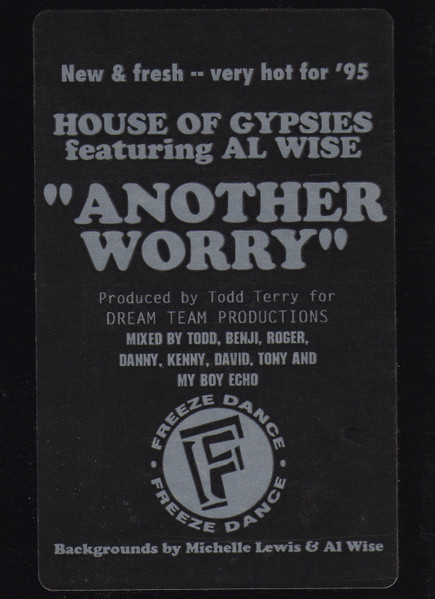 New & fresh -- very hot for '95
HOUSE OF GYPSIES
featuring AL WISE
"ANOTHER
WORRY"
Produced by Todd Terry for
DREAM TEAM PRODUCTIONS
MIXED BY TODD, BENJI, ROGER,
DANNY, KENNY, DAVID, TONY AND
MY BOY ECHO
FREEZE DANCE
F
FREEZE DANCE
Backgrounds by Michelle Lewis & Al Wise